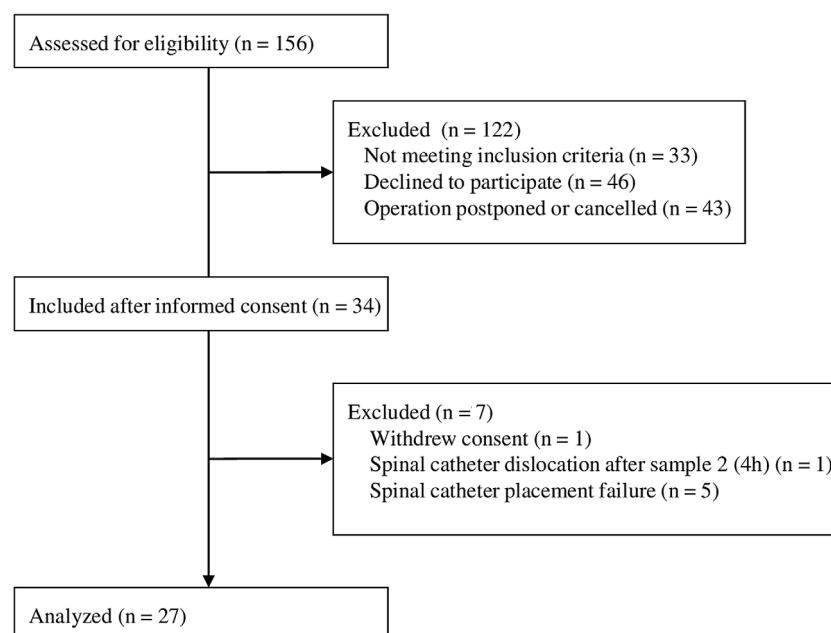 Assessed for eligibility (n = 156)
Excluded (n = 122)
Not meeting inclusion criteria (n = 33)
Declined to participate (n = 46)
Operation postponed or cancelled (n = 43)
Included after informed consent (n = 34)
Excluded (n = 7)
Withdrew consent (n = 1)
Spinal catheter dislocation after sample 2 (4h) (n = 1)
Spinal catheter placement failure (n = 5)
Analyzed (n = 27)